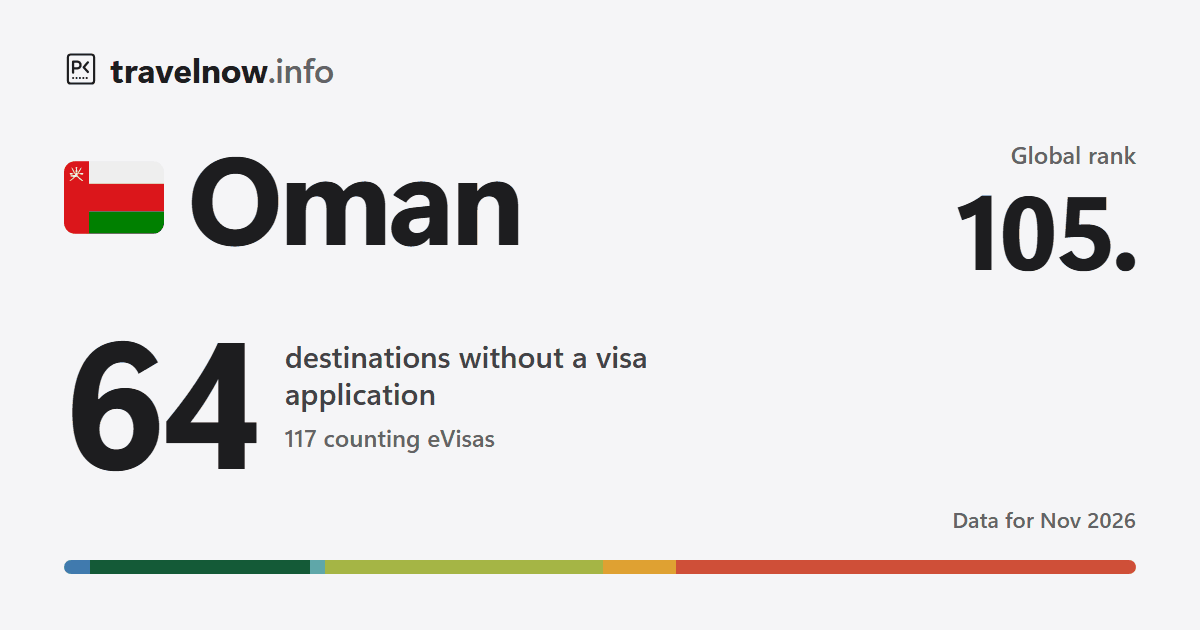 travelnow.info
Oman
Global rank
105.
64
destinations without a visa
application
117 counting eVisas
Data for Nov 2026